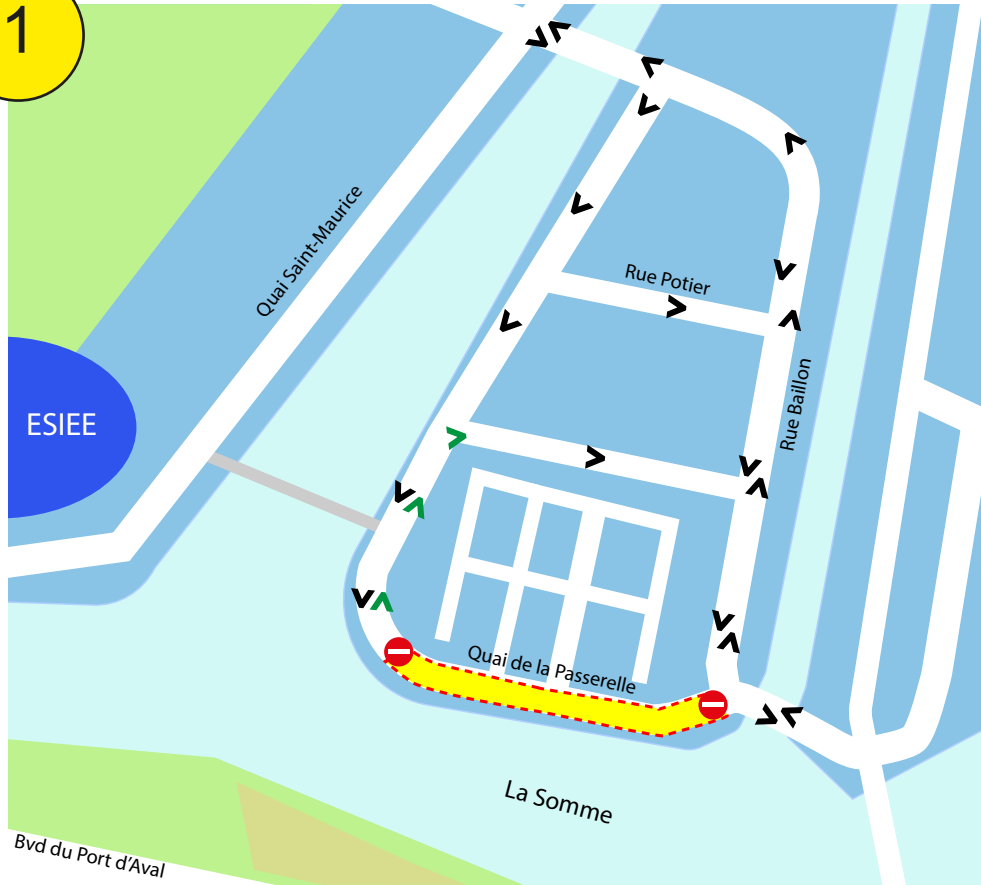 1
Quai Saint-Maurice
Rue Potier
Rue Baillon
ESIEE
Quai de la Passerelle
La Somme
Bvd du Port d'Aval